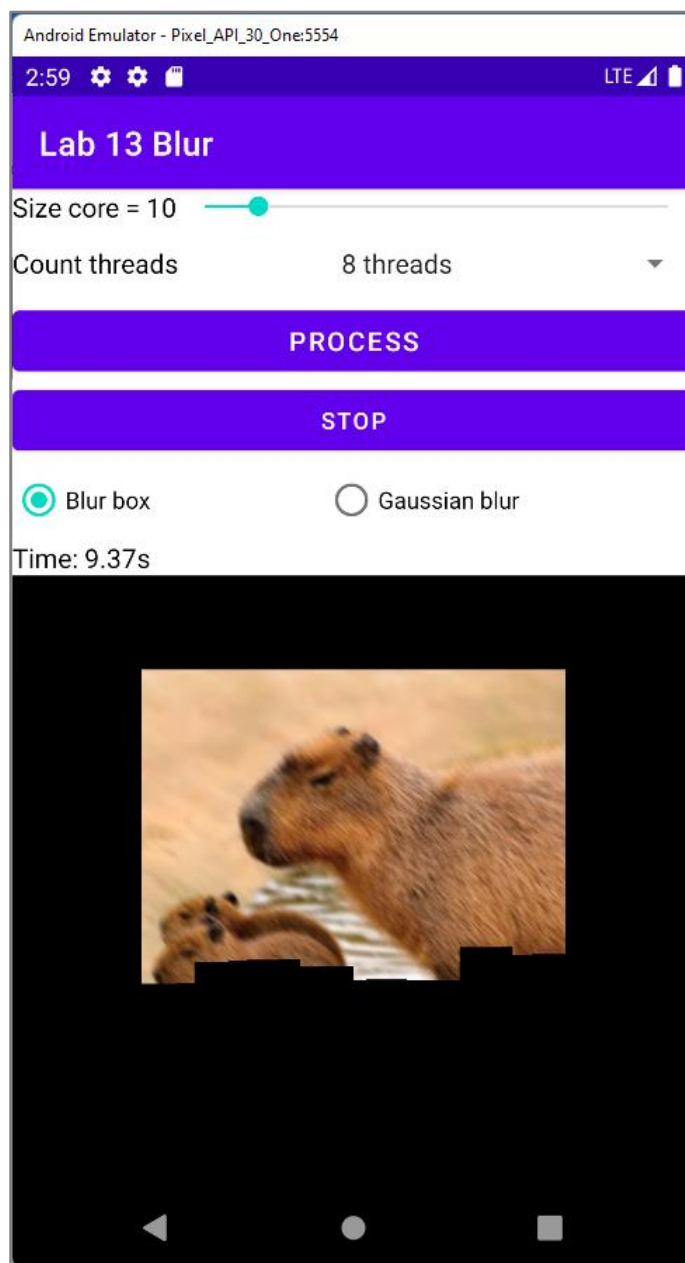 Android Emulator - Pixel_API_30_One:5554
2:59 LTE
Lab 13 Blur
Size core = 10
Count threads 8 threads
PROCESS
STOP
Blur box Gaussian blur
Time: 9.37s